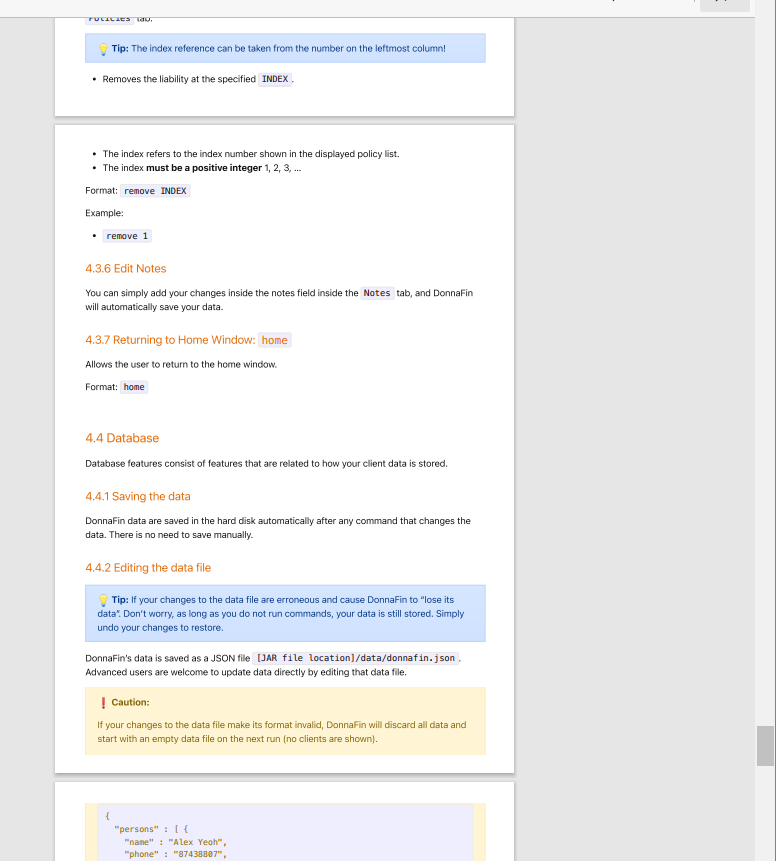 Policies tab.
💡 Tip: The index reference can be taken from the number on the leftmost column!
• Removes the liability at the specified INDEX .
• The index refers to the index number shown in the displayed policy list.
• The index must be a positive integer 1, 2, 3, ...
Format: remove INDEX
Example:
• remove 1
4.3.6 Edit Notes
You can simply add your changes inside the notes field inside the Notes tab, and DonnaFin
will automatically save your data.
4.3.7 Returning to Home Window: home
Allows the user to return to the home window.
Format: home
4.4 Database
Database features consist of features that are related to how your client data is stored.
4.4.1 Saving the data
DonnaFin data are saved in the hard disk automatically after any command that changes the
data. There is no need to save manually.
4.4.2 Editing the data file
💡 Tip: If your changes to the data file are erroneous and cause DonnaFin to “lose its
data”. Don’t worry, as long as you do not run commands, your data is still stored. Simply
undo your changes to restore.
DonnaFin’s data is saved as a JSON file [JAR file location]/data/donnafin.json .
Advanced users are welcome to update data directly by editing that data file.
❗ Caution:
If your changes to the data file make its format invalid, DonnaFin will discard all data and
start with an empty data file on the next run (no clients are shown).
{
"persons" : [ {
"name" : "Alex Yeoh",
"phone" : "87438807",